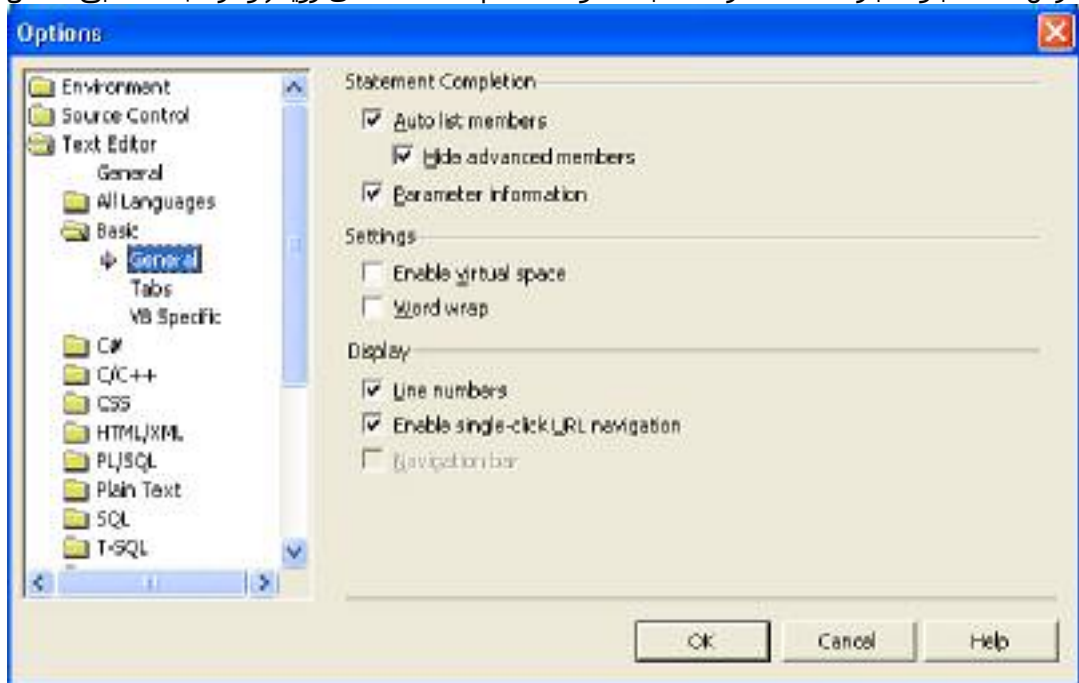 Options
Environment
Source Control
Text Editor
General
All Languages
Basic
General
Tabs
VB Specific
C#
C/C++
CSS
HTML/XML
PL/SQL
Plain Text
SQL
T-SQL
Statement Completion
Auto list members
Hide advanced members
Parameter information
Settings
Enable virtual space
Word wrap
Display
Line numbers
Enable single-click URL navigation
Navigation bar
OK
Cancel
Help